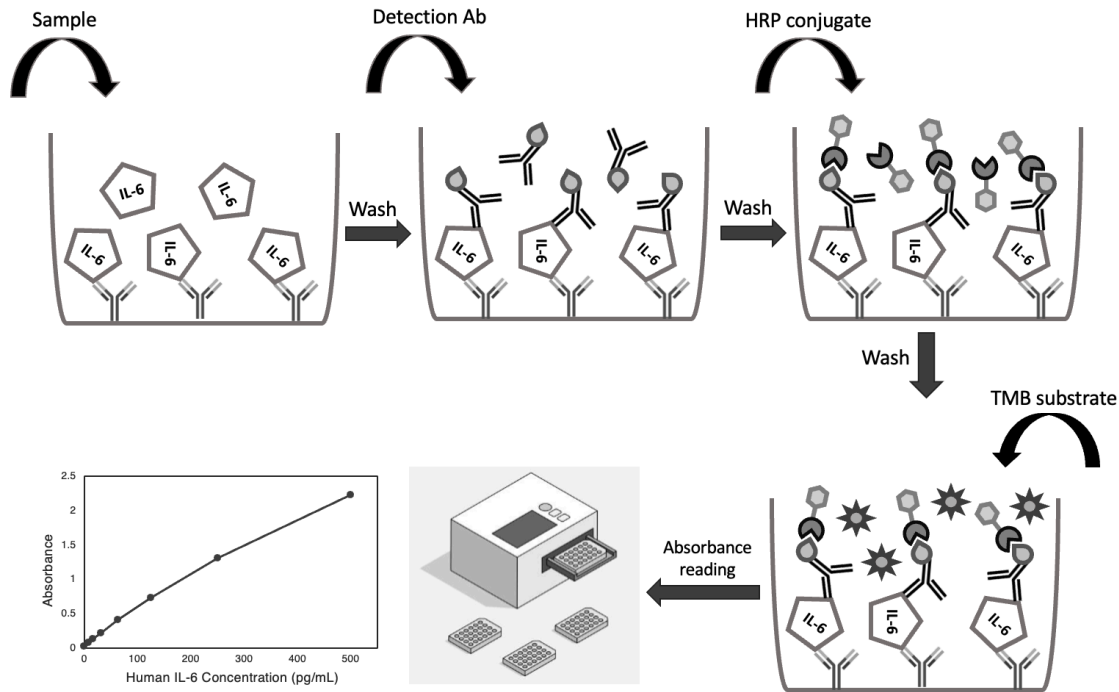 Sample
Detection Ab
HRP conjugate
IL-6
IL-6
IL-6
IL-6
IL-6
Wash
IL-6
IL-6
IL-6
Wash
IL-6
IL-6
IL-6
Wash
TMB substrate
IL-6
IL-6
IL-6
Absorbance
reading
2.5
2
1.5
1
0.5
0
Absorbance
0
100
200
300
400
500
Human IL-6 Concentration (pg/mL)